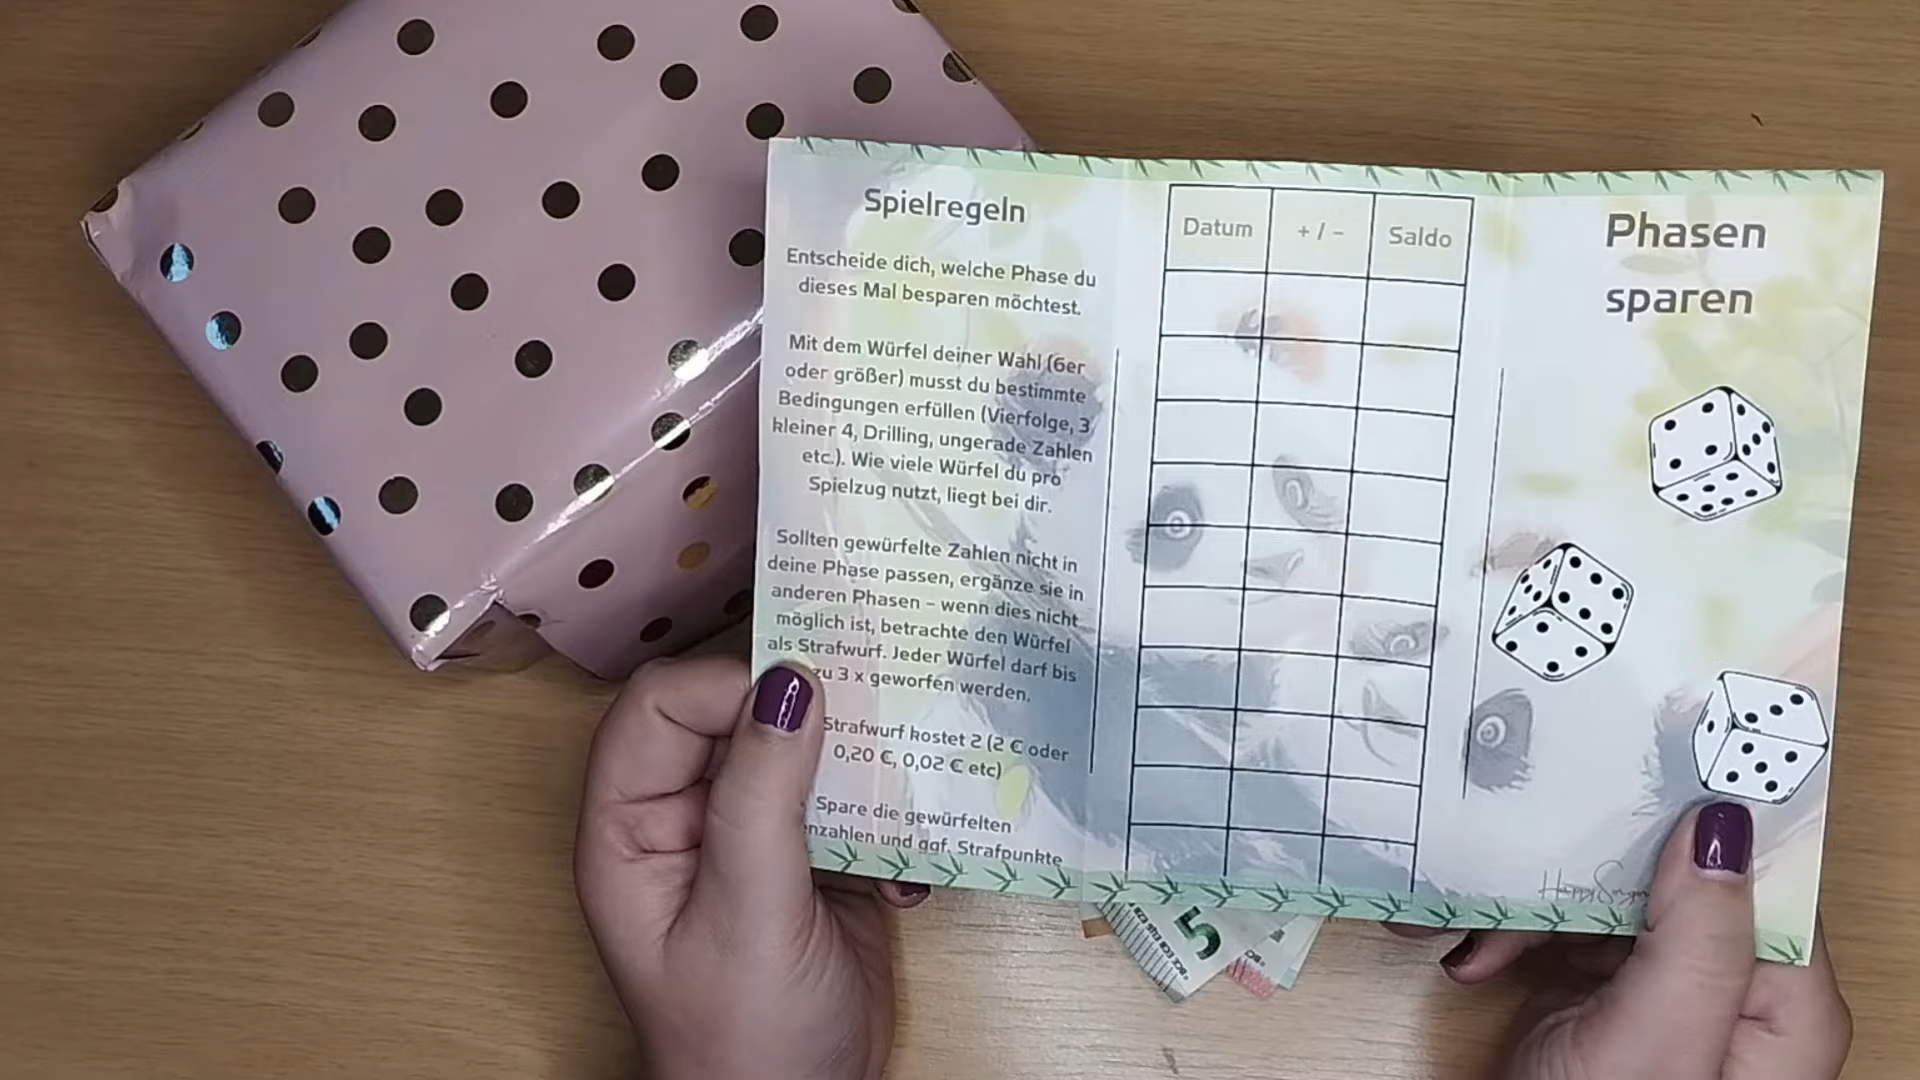 Spielregeln
Entscheide dich, welche Phase du
dieses Mal besparen möchtest.
Mit dem Würfel deiner Wahl (6er
oder größer) musst du bestimmte
Bedingungen erfüllen (Vierfolge, 3
kleiner 4, Drilling, ungerade Zahlen
etc.). Wie viele Würfel du pro
Spielzug nutzt, liegt bei dir.
Sollten gewürfelte Zahlen nicht in
deine Phase passen, ergänze sie in
anderen Phasen – wenn dies nicht
möglich ist, betrachte den Würfel
als Strafwurf. Jeder Würfel darf bis
zu 3 x geworfen werden.
Strafwurf kostet 2 (2 € oder
0,20 €, 0,02 € etc)
Spare die gewürfelten
enzahlen und ggf. Strafpunkte
Datum + / - Saldo
Phasen
sparen
5